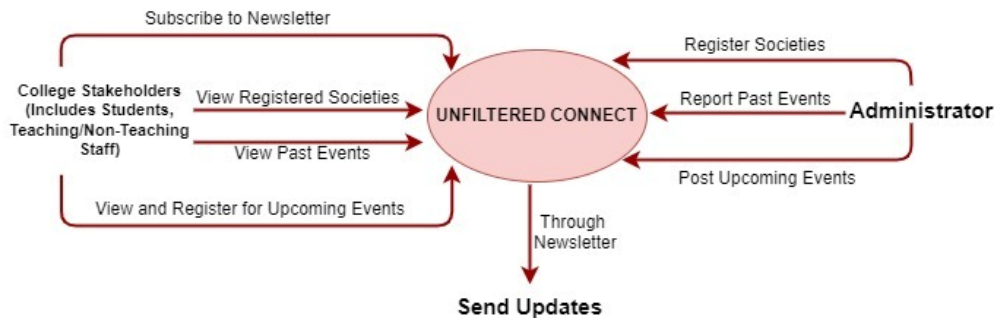 Subscribe to Newsletter
College Stakeholders
(Includes Students,
Teaching/Non-Teaching
Staff)
View Registered Societies
View Past Events
View and Register for Upcoming Events
UNFILTERED CONNECT
Register Societies
Report Past Events
Administrator
Post Upcoming Events
Through
Newsletter
Send Updates